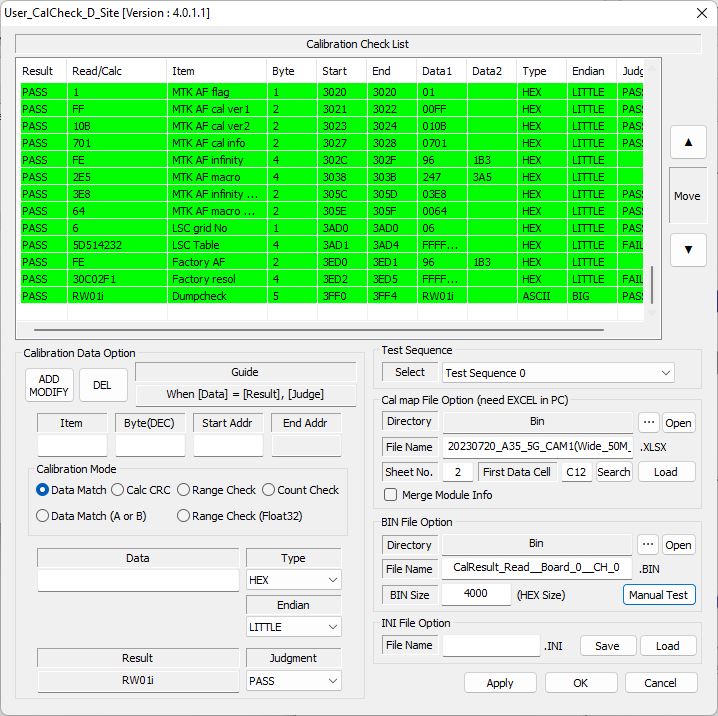 User_CalCheck_D_Site [Version : 4.0.1.1]
Calibration Check List
Result Read/Calc Item Byte Start End Data1 Data2 Type Endian Judg
PASS 1 MTK AF flag 1 3020 3020 01 HEX LITTLE PAS
PASS FF MTK AF cal ver1 2 3021 3022 00FF HEX LITTLE PAS
PASS 10B MTK AF cal ver2 2 3023 3024 010B HEX LITTLE PAS
PASS 701 MTK AF cal info 2 3027 3028 0701 HEX LITTLE PAS
PASS FE MTK AF infinity 4 302C 302F 96 1B3 HEX LITTLE
PASS 2E5 MTK AF macro 4 3038 303B 247 3A5 HEX LITTLE
PASS 3E8 MTK AF infinity ... 2 305C 305D 03E8 HEX LITTLE PAS
PASS 64 MTK AF macro ... 2 305E 305F 0064 HEX LITTLE PAS
PASS 6 LSC grid No 1 3AD0 3AD0 06 HEX LITTLE PAS
PASS 5D514232 LSC Table 4 3AD1 3AD4 FFFF... HEX LITTLE FAIL
PASS FE Factory AF 2 3ED0 3ED1 96 1B3 HEX LITTLE
PASS 30C02F1 Factory resol 4 3ED2 3ED5 FFFF... HEX LITTLE FAIL
PASS RW01i Dumpcheck 5 3FF0 3FF4 RW01i ASCII BIG PAS
Move
Calibration Data Option
ADD
MODIFY
DEL
Guide
When [Data] = [Result], [Judge]
Item Byte(DEC) Start Addr End Addr
Calibration Mode
Data Match Calc CRC Range Check Count Check
Data Match (A or B) Range Check (Float32)
Data Type
HEX
Endian
LITTLE
Result Judgment
RW01i PASS
Test Sequence
Select Test Sequence 0
Cal map File Option (need EXCEL in PC)
Directory Bin ... Open
File Name 20230720_A35_5G_CAM1(Wide_50M_ .XLSX
Sheet No. 2 First Data Cell C12 Search Load
Merge Module Info
BIN File Option
Directory Bin ... Open
File Name CalResult_Read__Board_0__CH_0 .BIN
BIN Size 4000 (HEX Size) Manual Test
INI File Option
File Name .INI Save Load
Apply OK Cancel